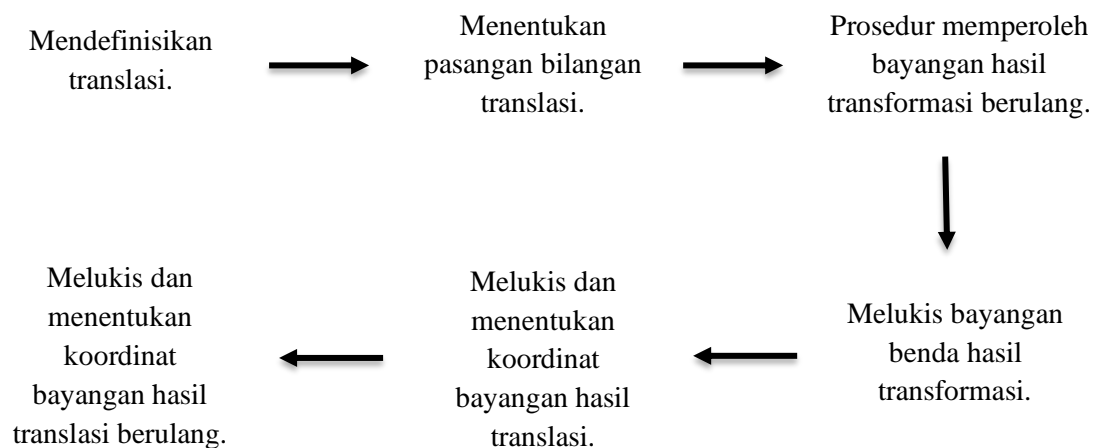 Mendefinisikan
translasi.
Menentukan
pasangan bilangan
translasi.
Prosedur memperoleh
bayangan hasil
transformasi berulang.
Melukis bayangan
benda hasil
transformasi.
Melukis dan
menentukan
koordinat
bayangan hasil
translasi.
Melukis dan
menentukan
koordinat
bayangan hasil
translasi berulang.